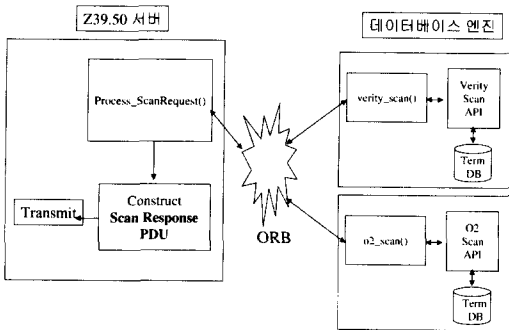 Z39.50 서버
Process_ScanRequest()
Construct
Scan Response
PDU
Transmit
ORB
데이터베이스 엔진
verity_scan()
Verity
Scan
API
Term
DB
o2_scan()
O2
Scan
API
Term
DB